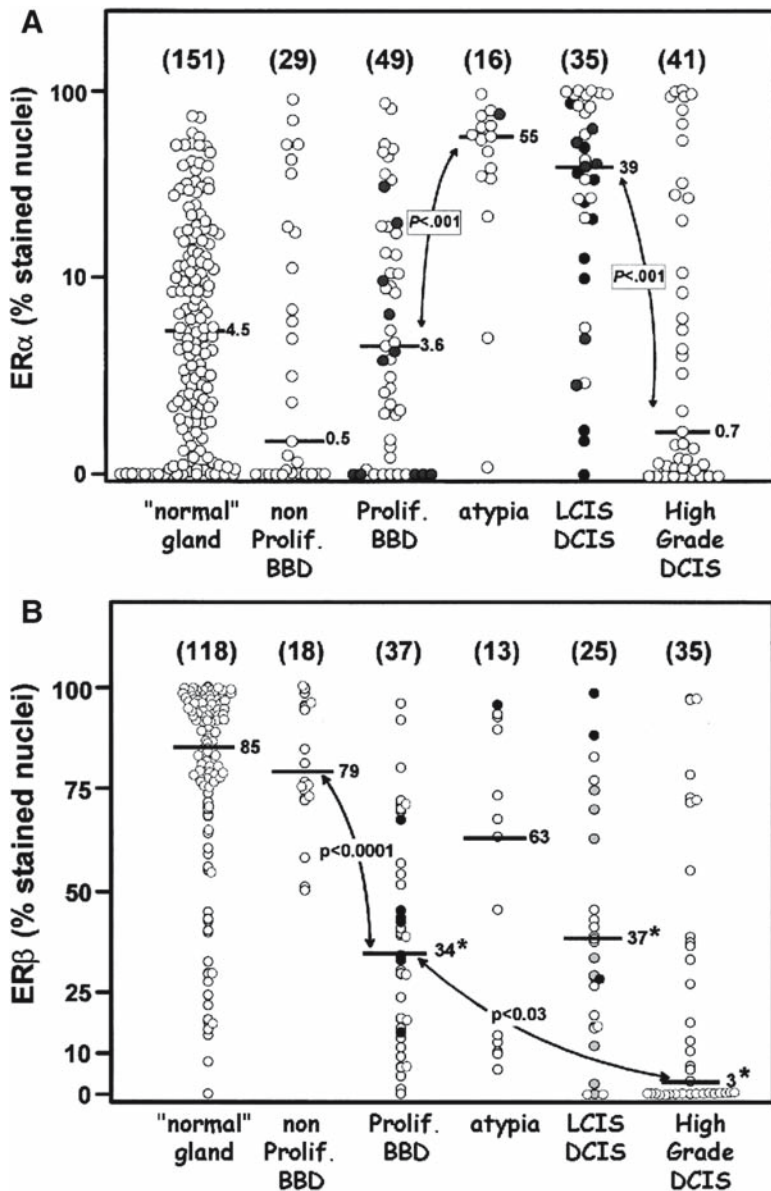 A
(151) (29) (49) (16) (35) (41)
ERα (% stained nuclei)
100
10
0
4.5
0.5
3.6
55
39
0.7
P<.001
P<.001
"normal" gland
non Prolif. BBD
Prolif. BBD
atypia
LCIS DCIS
High Grade DCIS
B
(118) (18) (37) (13) (25) (35)
ERβ (% stained nuclei)
100
75
50
25
10
0
85
79
34*
63
37*
3*
p<0.0001
p<0.03
"normal" gland
non Prolif. BBD
Prolif. BBD
atypia
LCIS DCIS
High Grade DCIS